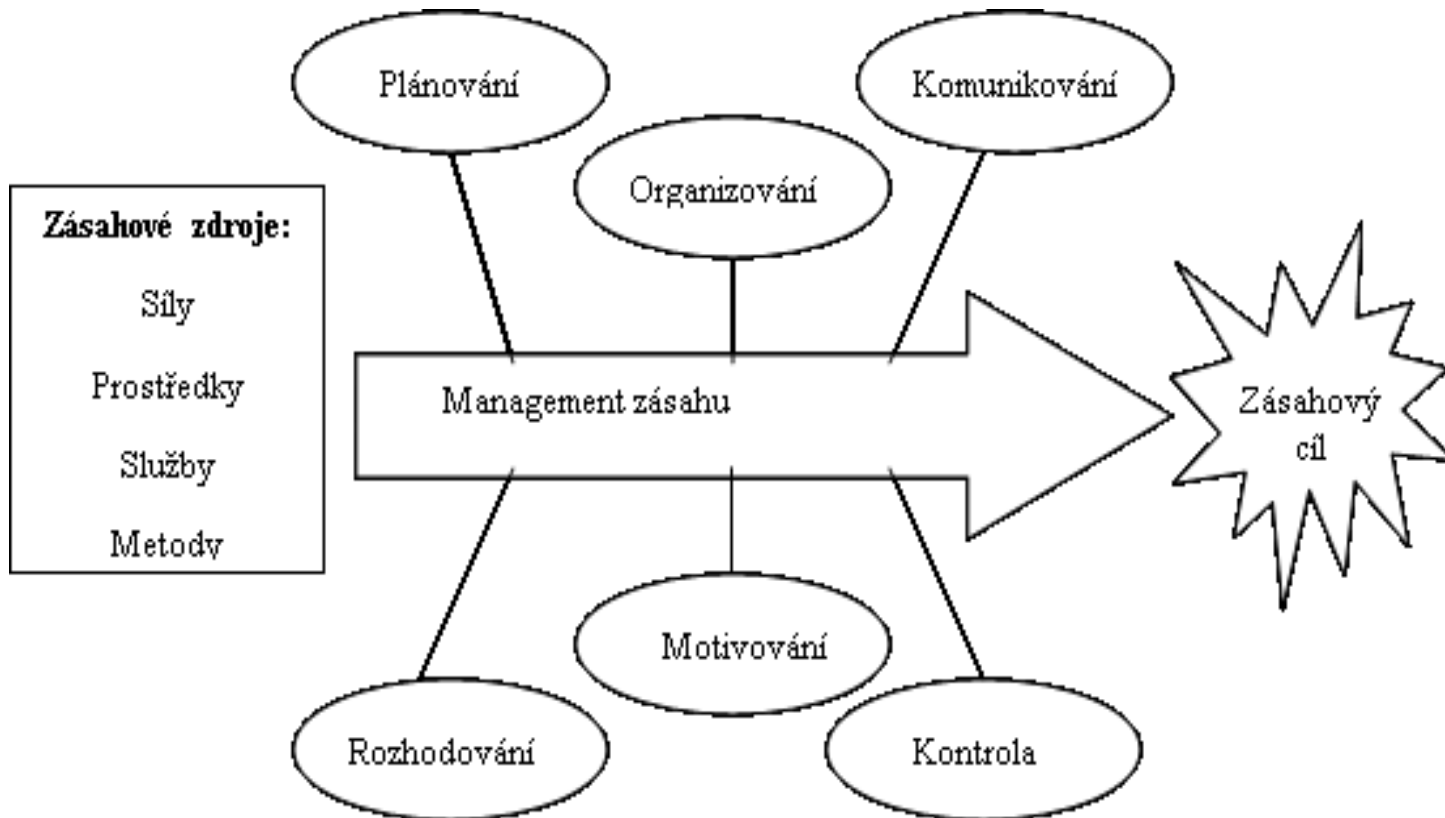 Plánování
Komunikování
Organizování
Zásahové zdroje:
Síly
Prostředky
Služby
Metody
Management zásahu
Zásahový
cíl
Motivování
Rozhodování
Kontrola